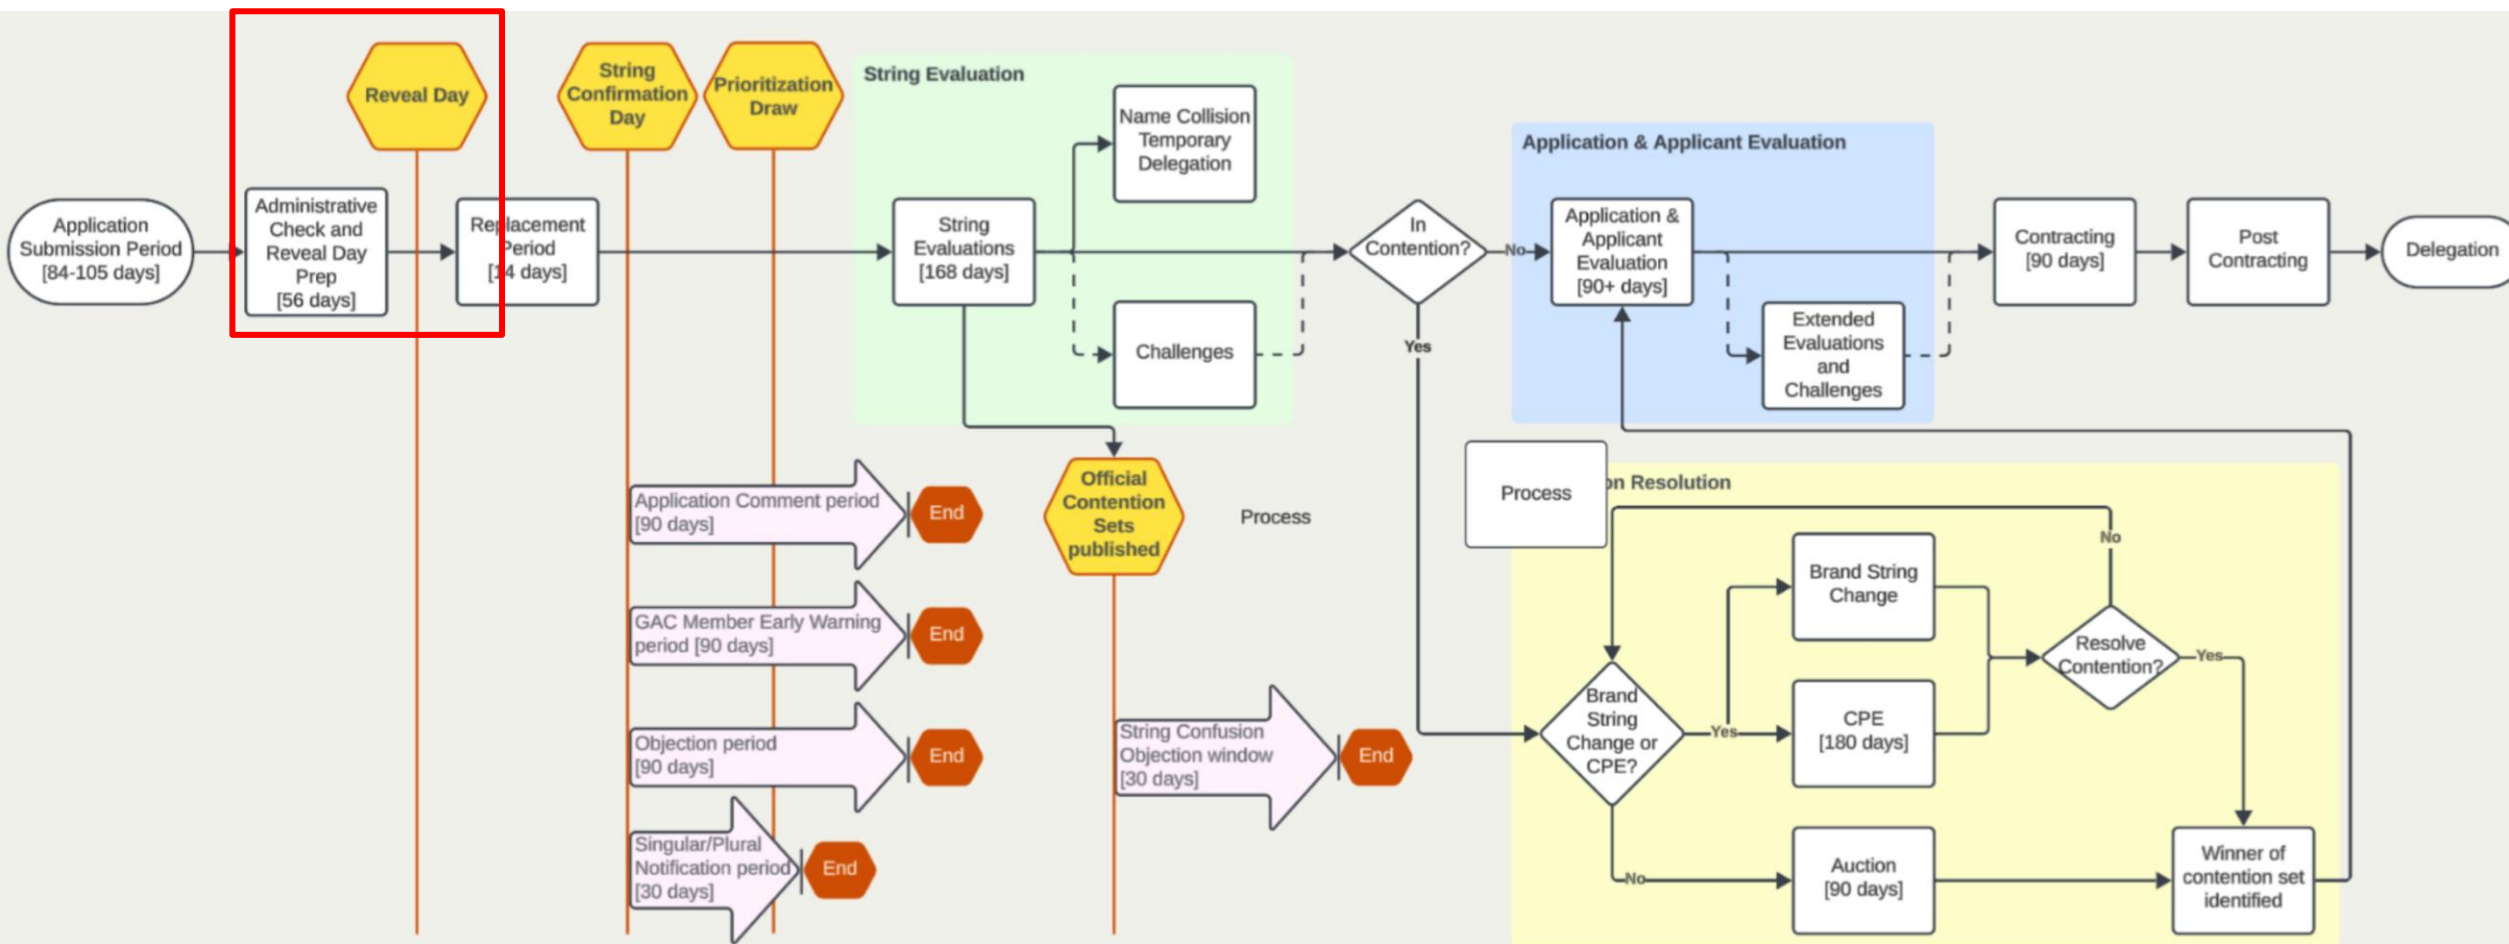 Reveal Day
String
Confirmation
Day
Prioritization
Draw
String Evaluation
Name Collision
Temporary
Delegation
Application & Applicant Evaluation
Application
Submission Period
[84-105 days]
Administrative
Check and
Reveal Day
Prep
[56 days]
Replacement
Period
[14 days]
String
Evaluations
[168 days]
In
Contention?
No
Yes
Application &
Applicant
Evaluation
[90+ days]
Contracting
[90 days]
Post
Contracting
Delegation
Challenges
Extended
Evaluations
and
Challenges
Application Comment period
[90 days]
End
Official
Contention
Sets
published
Process
Process
on Resolution
GAC Member Early Warning
period [90 days]
End
Objection period
[90 days]
End
Singular/Plural
Notification period
[30 days]
End
String Confusion
Objection window
[30 days]
End
Brand
String
Change or
CPE?
Yes
No
Brand String
Change
CPE
[180 days]
Auction
[90 days]
No
Resolve
Contention?
Yes
Winner of
contention set
identified